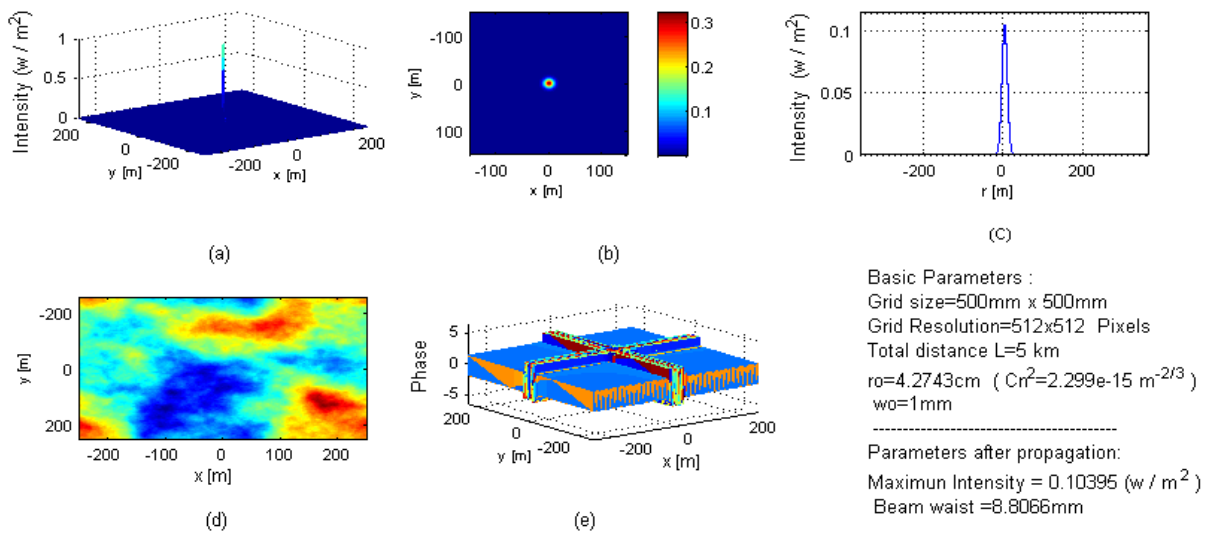 Intensity (w / m²)
1
0.5
0
200
0
-200
y [m]
-200
0
200
x [m]
(a)
-100
0
100
y [m]
-100
0
100
x [m]
0.3
0.2
0.1
(b)
Intensity (w / m²)
0.1
0.05
0
-200
0
200
r [m]
(C)
-200
0
200
y [m]
-200
-100
0
100
200
x [m]
(d)
Phase
5
0
-5
200
0
-200
y [m]
-200
0
200
x [m]
(e)
Basic Parameters :
Grid size=500mm x 500mm
Grid Resolution=512x512 Pixels
Total distance L=5 km
ro=4.2743cm ( Cn²=2.299e-15 m⁻²/³ )
wo=1mm
------------------------------------
Parameters after propagation:
Maximun Intensity = 0.10395 (w / m² )
Beam waist =8.8066mm